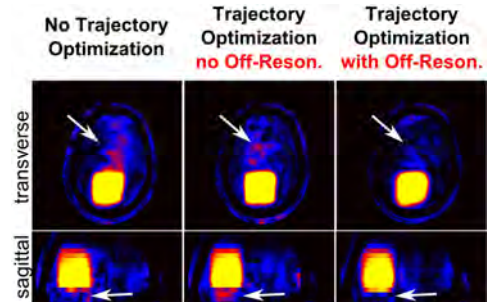 No Trajectory
Optimization
Trajectory
Optimization
no Off-Reson.
Trajectory
Optimization
with Off-Reson.
transverse
sagittal